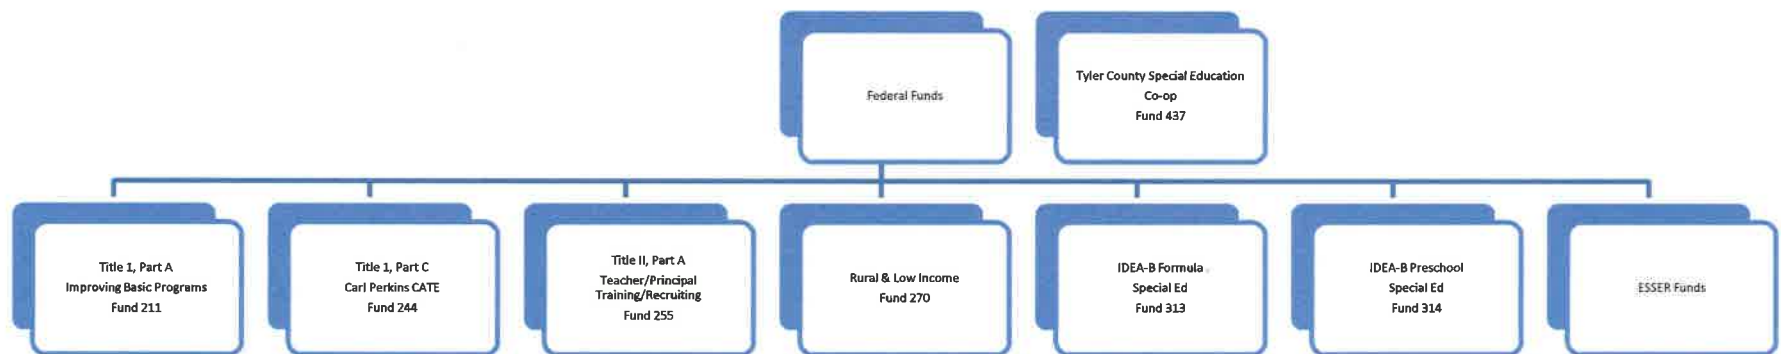 Federal Funds
Tyler County Special Education
Co-op
Fund 437
Title 1, Part A
Improving Basic Programs
Fund 211
Title 1, Part C
Carl Perkins CATE
Fund 244
Title II, Part A
Teacher/Principal
Training/Recruiting
Fund 255
Rural & Low Income
Fund 270
IDEA-B Formula
Special Ed
Fund 313
IDEA-B Preschool
Special Ed
Fund 314
ESSER Funds